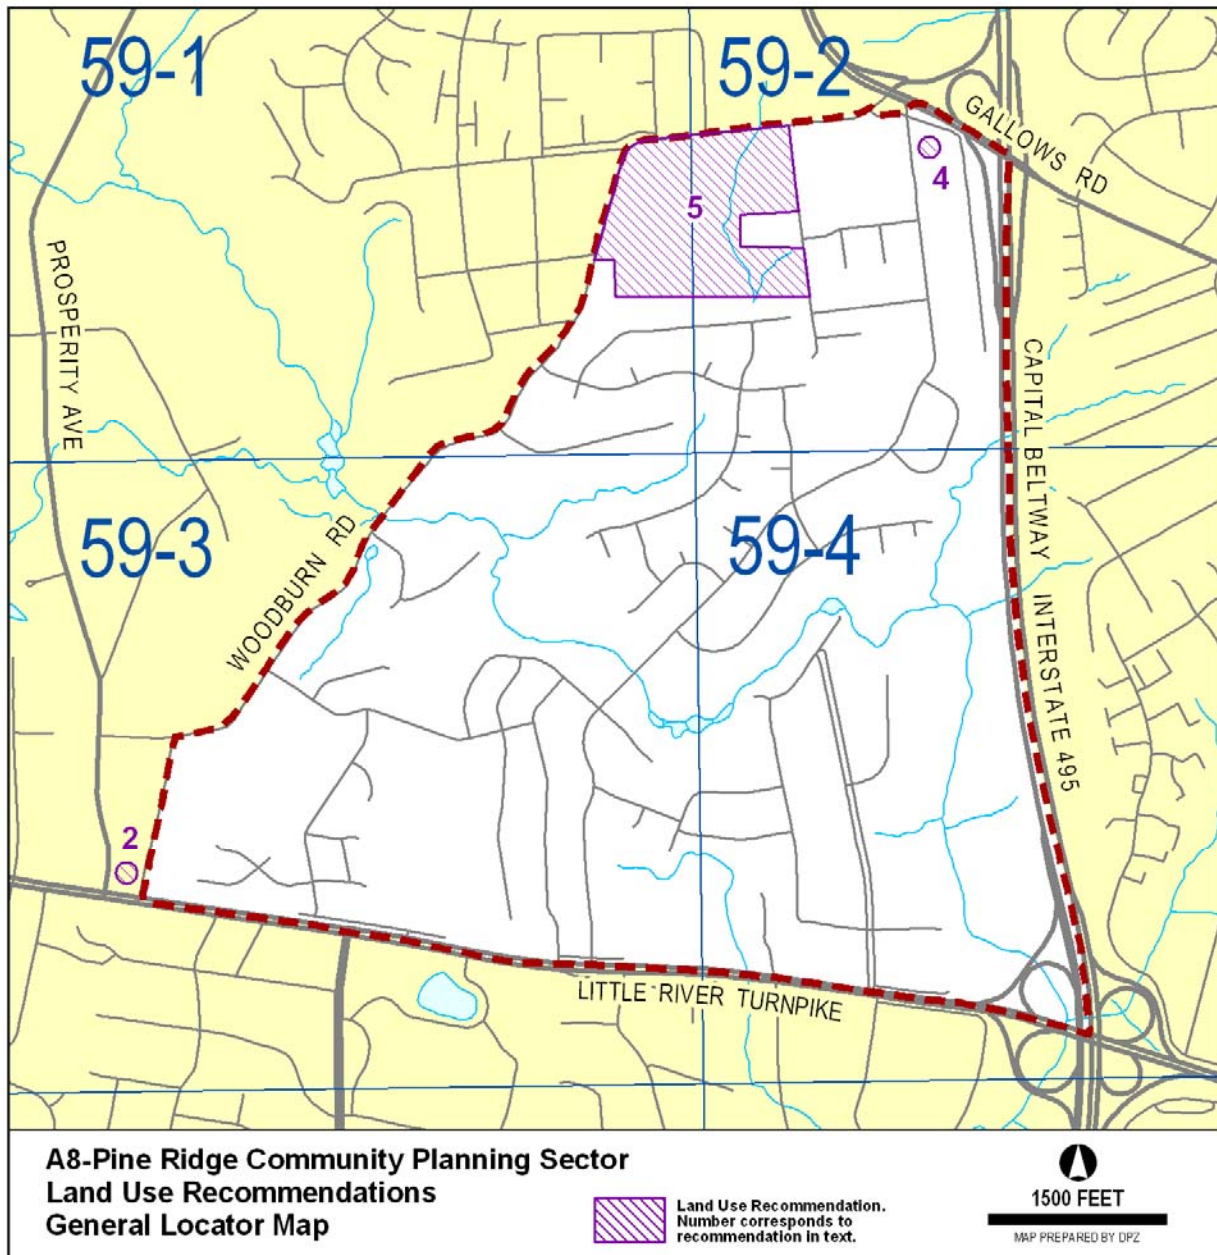 59-1
59-2
GALLOWS RD
4
5
PROSPERITY AVE
CAPITAL BELTWAY INTERSTATE 495
59-3
59-4
WOODBURN RD
2
LITTLE RIVER TURNPIKE
A8-Pine Ridge Community Planning Sector
Land Use Recommendations
General Locator Map
Land Use Recommendation.
Number corresponds to
recommendation in text.
1500 FEET
MAP PREPARED BY DPZ